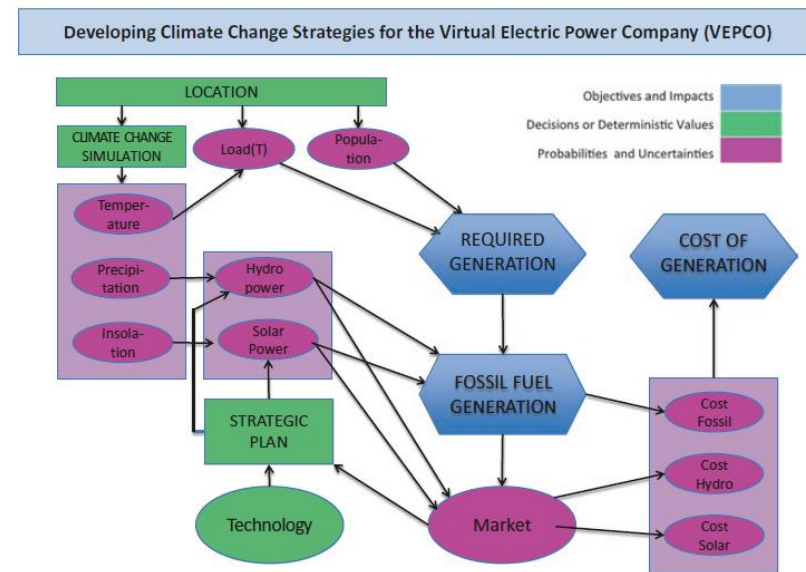 Developing Climate Change Strategies for the Virtual Electric Power Company (VEPCO)
LOCATION
Objectives and Impacts
Decisions or Deterministic Values
Probabilities and Uncertainties
CLIMATE CHANGE
SIMULATION
Load(T)
Popula-
tion
Temper-
ature
REQUIRED
GENERATION
COST OF
GENERATION
Precipi-
tation
Hydro
power
Insola-
tion
Solar
Power
FOSSIL FUEL
GENERATION
STRATEGIC
PLAN
Cost
Fossil
Cost
Hydro
Technology
Market
Cost
Solar